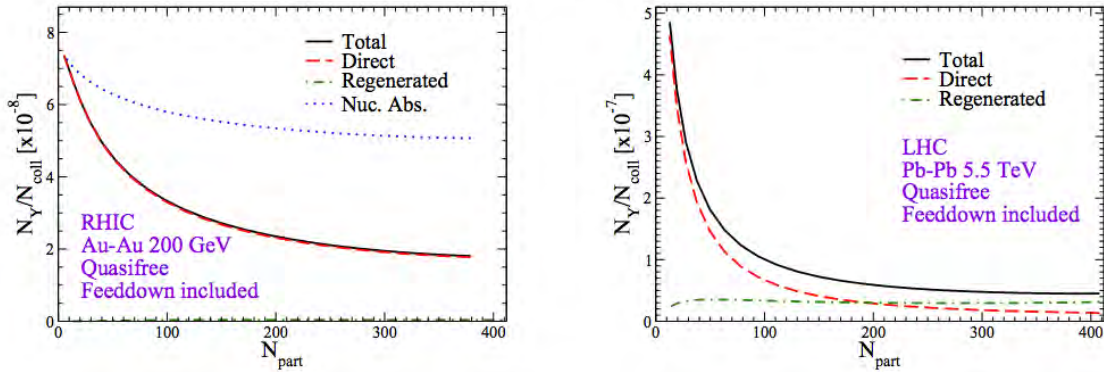 8
6
4
2
0
N_Υ/N_coll [x10^-8]
Total
Direct
Regenerated
Nuc. Abs.
RHIC
Au-Au 200 GeV
Quasifree
Feeddown included
0 100 200 300 400
N_part
5
4
3
2
1
0
N_Υ/N_coll [x10^-7]
Total
Direct
Regenerated
LHC
Pb-Pb 5.5 TeV
Quasifree
Feeddown included
0 100 200 300 400
N_part